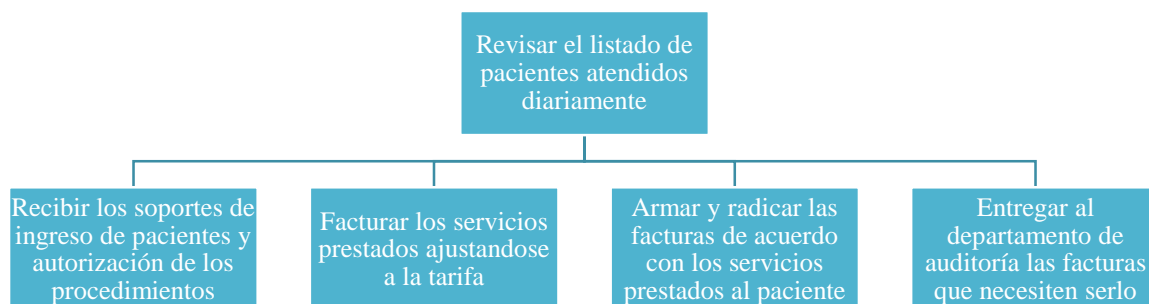 Revisar el listado de
pacientes atendidos
diariamente
Recibir los soportes de
ingreso de pacientes y
autorización de los
procedimientos
Facturar los servicios
prestados ajustandose
a la tarifa
Armar y radicar las
facturas de acuerdo
con los servicios
prestados al paciente
Entregar al
departamento de
auditoría las facturas
que necesiten serlo